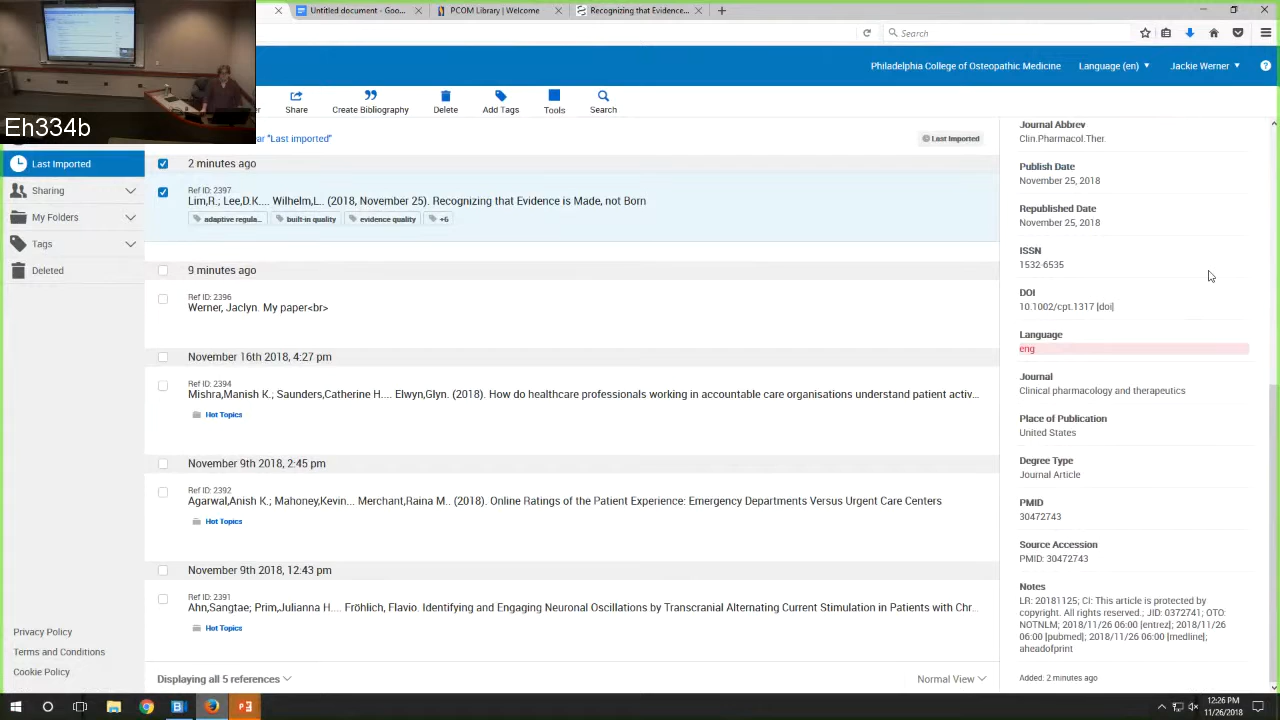 Untitled document - Goo...
PCOM Library | Welcome
Recognizing that Evidence...
Search
Philadelphia College of Osteopathic Medicine
Language (en)
Jackie Werner
Eh334b
Share
Create Bibliography
Delete
Add Tags
Tools
Search
"Last imported"
Last Imported
Last Imported
Sharing
My Folders
Tags
Deleted
2 minutes ago
Ref ID: 2397
Lim,R.; Lee,D.K.... Wilhelm,L.. (2018, November 25). Recognizing that Evidence is Made, not Born
adaptive regula...
built-in quality
evidence quality
+6
9 minutes ago
Ref ID: 2396
Werner, Jaclyn. My paper<br>
November 16th 2018, 4:27 pm
Ref ID: 2394
Mishra,Manish K.; Saunders,Catherine H.... Elwyn,Glyn. (2018). How do healthcare professionals working in accountable care organisations understand patient activ...
Hot Topics
November 9th 2018, 2:45 pm
Ref ID: 2392
Agarwal,Anish K.; Mahoney,Kevin... Merchant,Raina M.. (2018). Online Ratings of the Patient Experience: Emergency Departments Versus Urgent Care Centers
Hot Topics
November 9th 2018, 12:43 pm
Ref ID: 2391
Ahn,Sangtae; Prim,Julianna H.... Fröhlich, Flavio. Identifying and Engaging Neuronal Oscillations by Transcranial Alternating Current Stimulation in Patients with Chr...
Hot Topics
Journal Abbrev
Clin.Pharmacol.Ther.
Publish Date
November 25, 2018
Republished Date
November 25, 2018
ISSN
1532-6535
DOI
10.1002/cpt.1317 [doi]
Language
eng
Journal
Clinical pharmacology and therapeutics
Place of Publication
United States
Degree Type
Journal Article
PMID
30472743
Source Accession
PMID: 30472743
Notes
LR: 20181125; CI: This article is protected by
copyright. All rights reserved.; JID: 0372741; OTO:
NOTNLM; 2018/11/26 06:00 [entrez]; 2018/11/26
06:00 [pubmed]; 2018/11/26 06:00 [medline];
aheadofprint
Added: 2 minutes ago
Privacy Policy
Terms and Conditions
Cookie Policy
Displaying all 5 references
Normal View
12:26 PM
11/26/2018